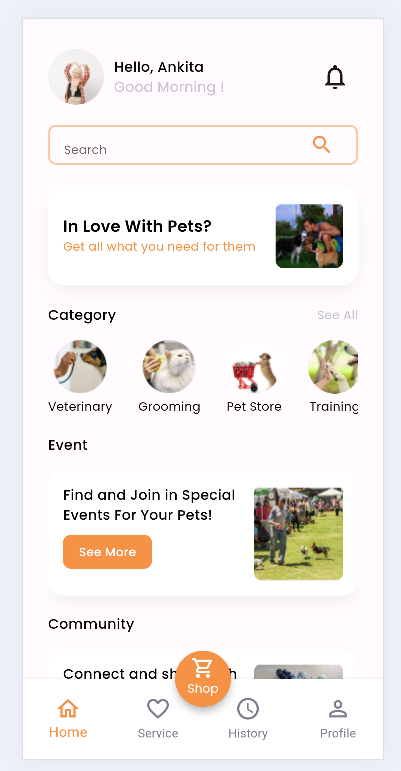 Hello, Ankita
Good Morning !
Search
In Love With Pets?
Get all what you need for them
Category
See All
Veterinary
Grooming
Pet Store
Training
Event
Find and Join in Special
Events For Your Pets!
See More
Community
Connect and
Shop
Home
Service
History
Profile